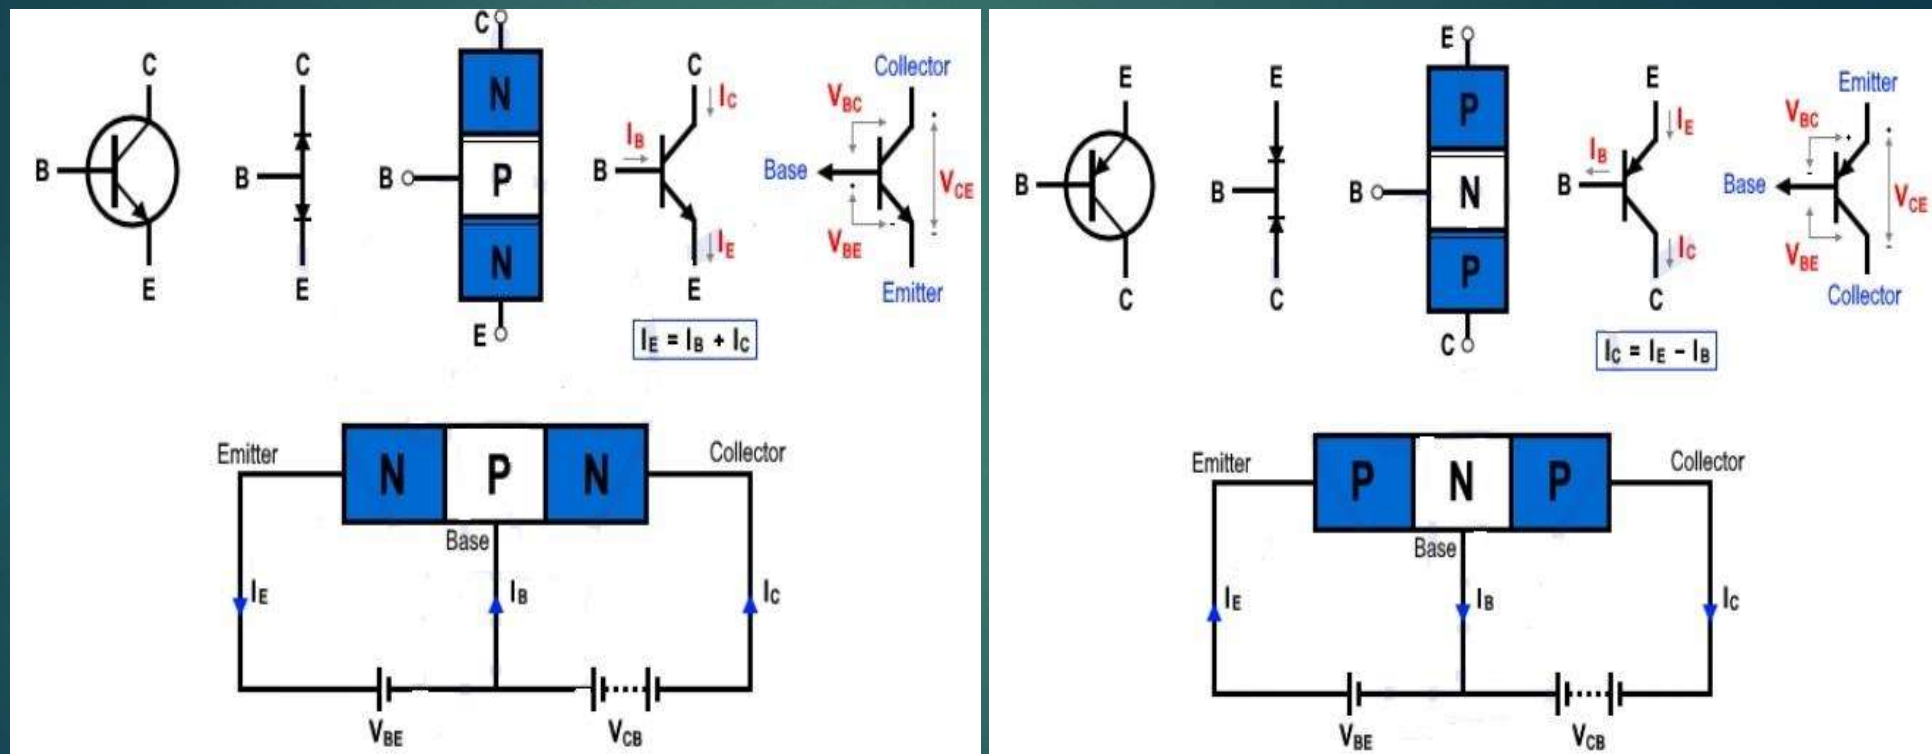 C
B
E
C
B
E
C
N
P
N
B
E
C
I_C
I_B
B
I_E
E
I_E = I_B + I_C
Collector
V_BC
Base
V_CE
V_BE
Emitter
Emitter
N P N
Collector
Base
I_E
I_B
I_C
V_BE
V_CB
E
B
C
E
B
C
E
P
N
P
B
C
E
I_E
I_B
B
I_C
C
I_C = I_E - I_B
Emitter
V_BC
Base
V_CE
V_BE
Collector
Emitter
P N P
Collector
Base
I_E
I_B
I_C
V_BE
V_CB